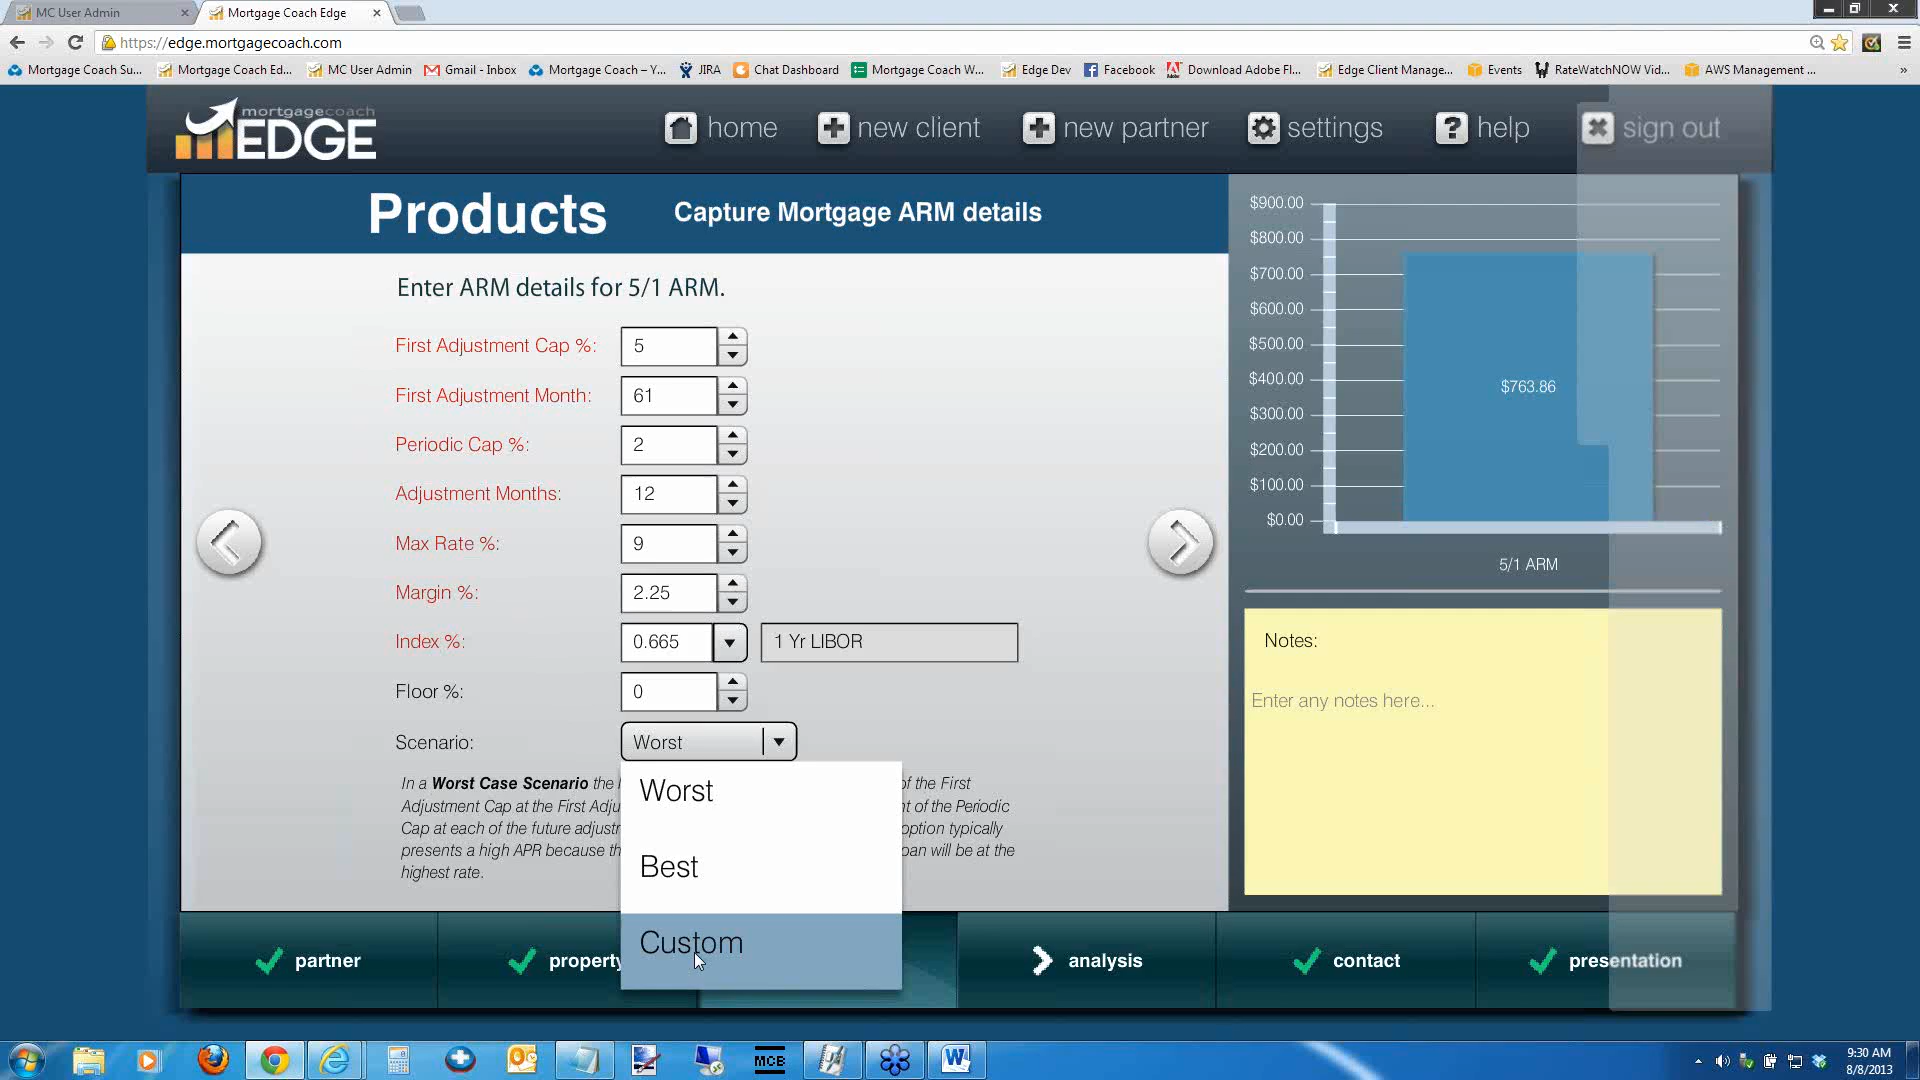 MC User Admin
Mortgage Coach Edge
https://edge.mortgagecoach.com
Mortgage Coach Su...
Mortgage Coach Ed...
MC User Admin
Gmail - Inbox
Mortgage Coach – Y...
JIRA
Chat Dashboard
Mortgage Coach W...
Edge Dev
Facebook
Download Adobe Fl...
Edge Client Manage...
Events
RateWatchNOW Vid...
AWS Management ...
»
mortgagecoach
EDGE
home
new client
new partner
settings
help
sign out
Products
Capture Mortgage ARM details
Enter ARM details for 5/1 ARM.
First Adjustment Cap %: 5
First Adjustment Month: 61
Periodic Cap %: 2
Adjustment Months: 12
Max Rate %: 9
Margin %: 2.25
Index %: 0.665 1 Yr LIBOR
Floor %: 0
Scenario: Worst
In a Worst Case Scenario the of the First
Adjustment Cap at the First Adju of the Periodic
Cap at each of the future adjust option typically
presents a high APR because th will be at the
highest rate.
Worst
Best
Custom
$900.00
$800.00
$700.00
$600.00
$500.00
$400.00
$300.00
$200.00
$100.00
$0.00
$763.86
5/1 ARM
Notes:
Enter any notes here...
partner
property
analysis
contact
presentation
MCB
9:30 AM
8/8/2013